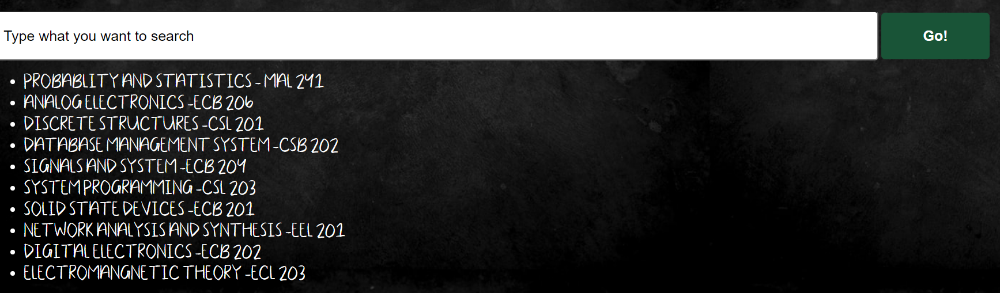 Type what you want to search
Go!
PROBABLITY AND STATISTICS - MAL 241
ANALOG ELECTRONICS -ECB 206
DISCRETE STRUCTURES -CSL 201
DATABASE MANAGEMENT SYSTEM -CSB 202
SIGNALS AND SYSTEM -ECB 204
SYSTEM PROGRAMMING -CSL 203
SOLID STATE DEVICES -ECB 201
NETWORK ANALYSIS AND SYNTHESIS -EEL 201
DIGITAL ELECTRONICS -ECB 202
ELECTROMANGNETIC THEORY -ECL 203